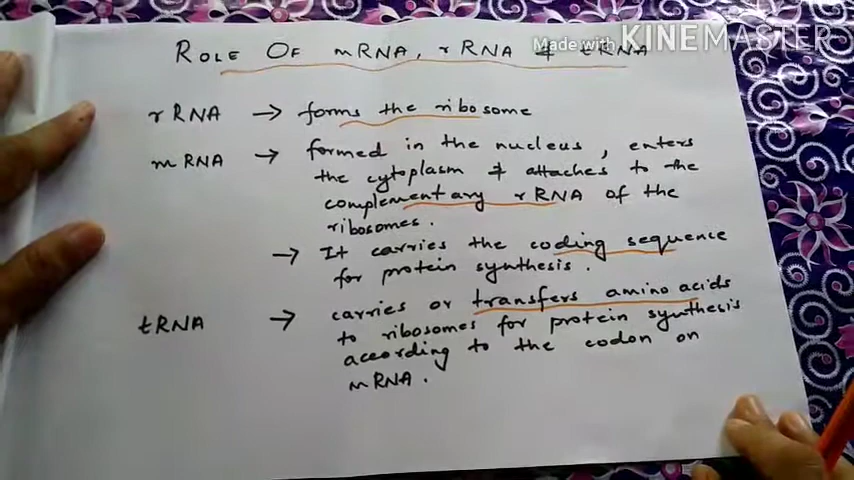 ROLE OF mRNA, rRNA & tRNA
Made with KINEMASTER
rRNA → forms the ribosome
mRNA → formed in the nucleus, enters
the cytoplasm & attaches to the
complementary rRNA of the
ribosomes.
→ It carries the coding sequence
for protein synthesis.
tRNA → carries or transfers amino acids
to ribosomes for protein synthesis
according to the codon on
mRNA.